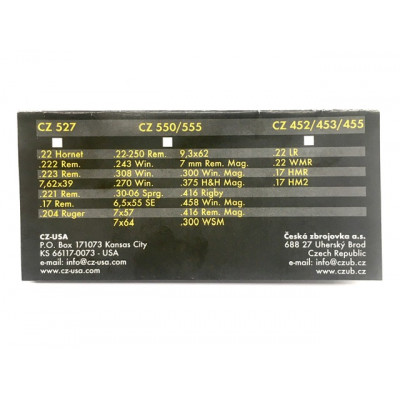 CZ 527 CZ 550/555 CZ 452/453/455
.22 Hornet .22-250 Rem. 9,3x62 .22 LR
.222 Rem. .243 Win. 7 mm Rem. Mag. .22 WMR
.223 Rem. .308 Win. .300 Win. Mag. .17 HMR
7,62x39 .270 Win. .375 H&H Mag. .17 HM2
.221 Rem. .30-06 Sprg. .416 Rigby
.17 Rem. 6,5x55 SE .458 Win. Mag.
.204 Ruger 7x57 .416 Rem. Mag.
7x64 .300 WSM
CZ-USA
P.O. Box 171073 Kansas City
KS 66117-0073 - USA
e-mail: info@cz-usa.com
www.cz-usa.com
Česká zbrojovka a.s.
688 27 Uherský Brod
Czech Republic
e-mail: info@czub.cz
www.czub.cz